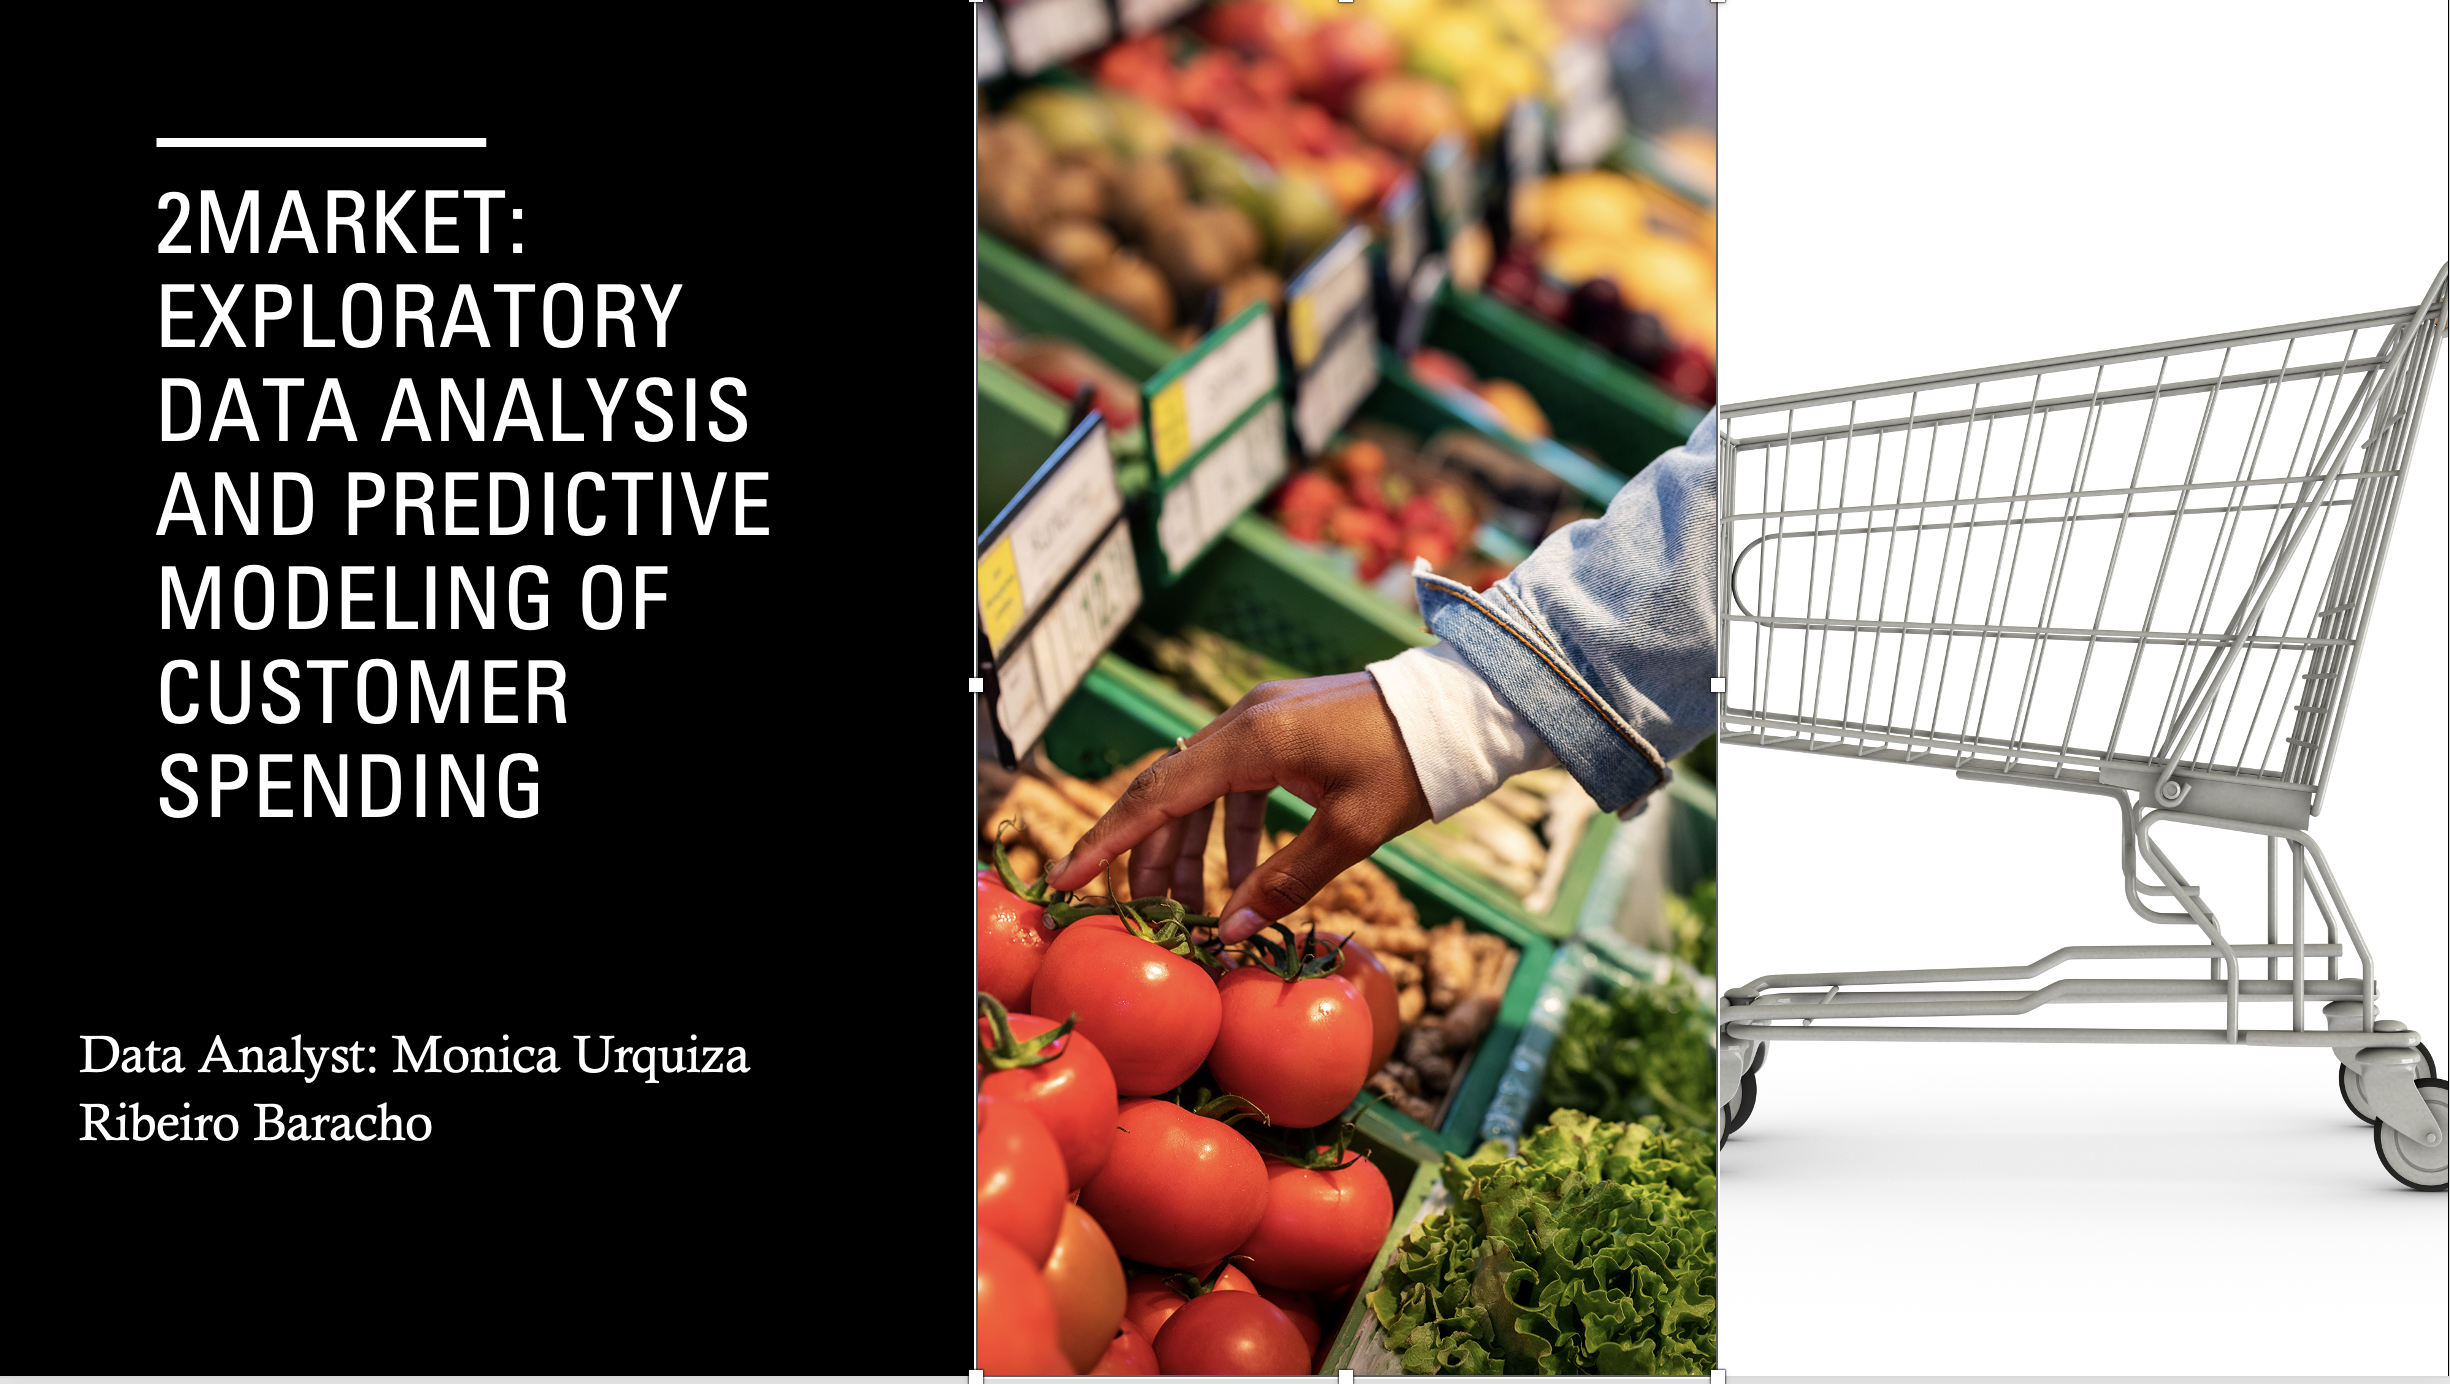 2MARKET:
EXPLORATORY
DATA ANALYSIS
AND PREDICTIVE
MODELING OF
CUSTOMER
SPENDING
Data Analyst: Monica Urquiza
Ribeiro Baracho